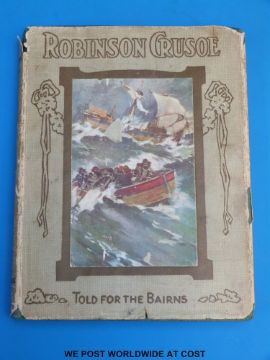 ROBINSON CRUSOE
TOLD FOR THE BAIRNS
WE POST WORLDWIDE AT COST